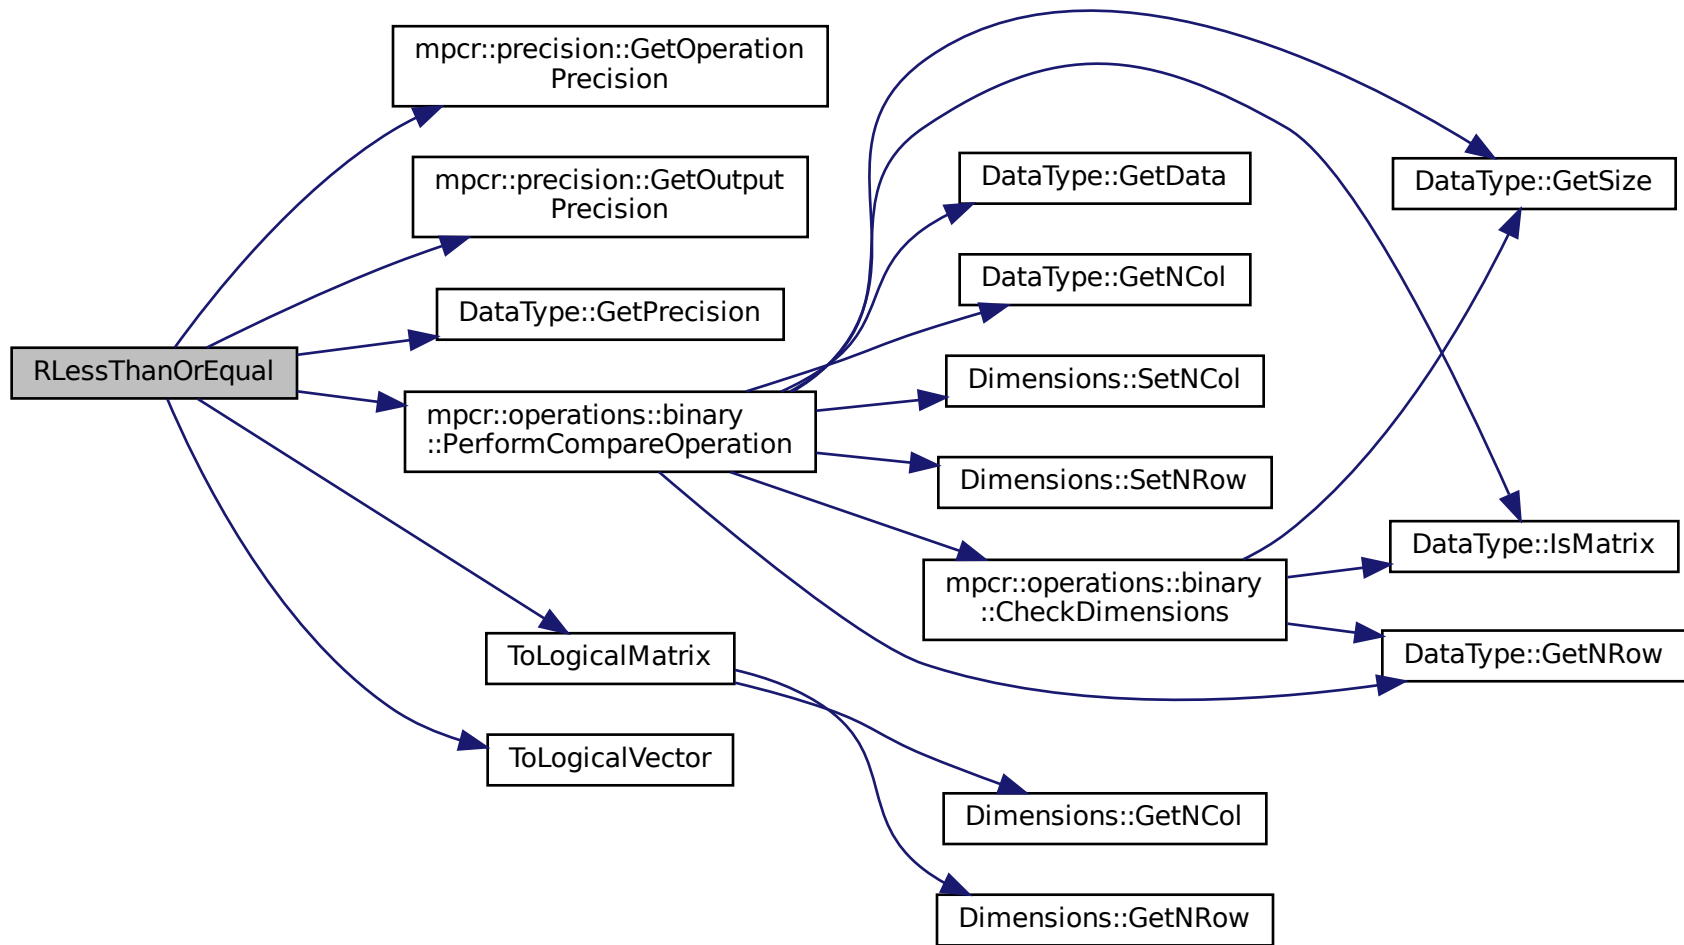 RLessThanOrEqual
mpcr::precision::GetOperation
Precision
mpcr::precision::GetOutput
Precision
DataType::GetPrecision
mpcr::operations::binary
::PerformCompareOperation
ToLogicalMatrix
ToLogicalVector
DataType::GetData
DataType::GetNCol
Dimensions::SetNCol
Dimensions::SetNRow
mpcr::operations::binary
::CheckDimensions
Dimensions::GetNCol
Dimensions::GetNRow
DataType::GetSize
DataType::IsMatrix
DataType::GetNRow